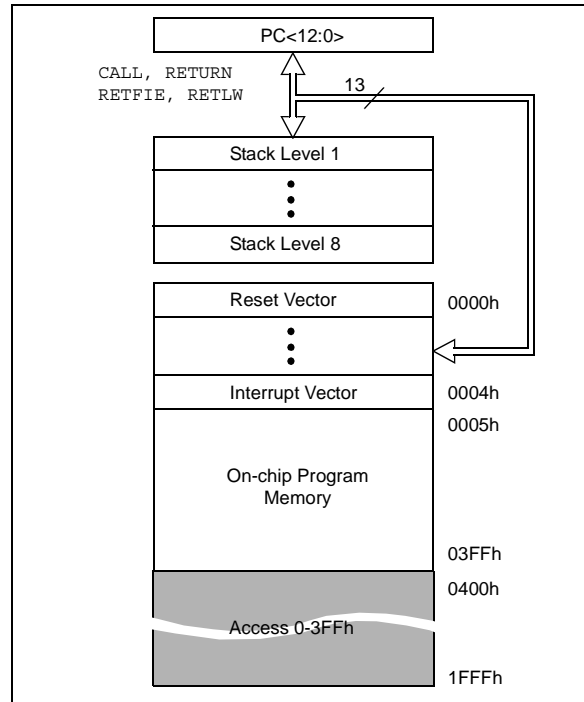 PC<12:0>
CALL, RETURN
RETFIE, RETLW
13
Stack Level 1
Stack Level 8
Reset Vector
0000h
Interrupt Vector
0004h
0005h
On-chip Program
Memory
03FFh
0400h
Access 0-3FFh
1FFFh